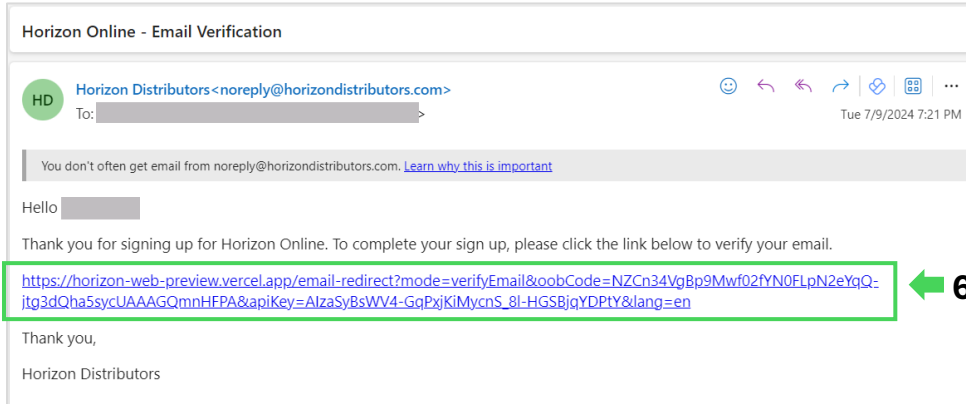 Horizon Online - Email Verification
HD
Horizon Distributors<noreply@horizondistributors.com>
To: >
Tue 7/9/2024 7:21 PM
You don't often get email from noreply@horizondistributors.com. Learn why this is important
Hello
Thank you for signing up for Horizon Online. To complete your sign up, please click the link below to verify your email.
https://horizon-web-preview.vercel.app/email-redirect?mode=verifyEmail&oobCode=NZCn34VgBp9Mwf02fYN0FLpN2eYqQ-
jtg3dQha5sycUAAAGQmnHFPA&apiKey=AIzaSyBsWV4-GqPxjKiMycnS_8l-HGSBjqYDPtY&lang=en
6
Thank you,
Horizon Distributors